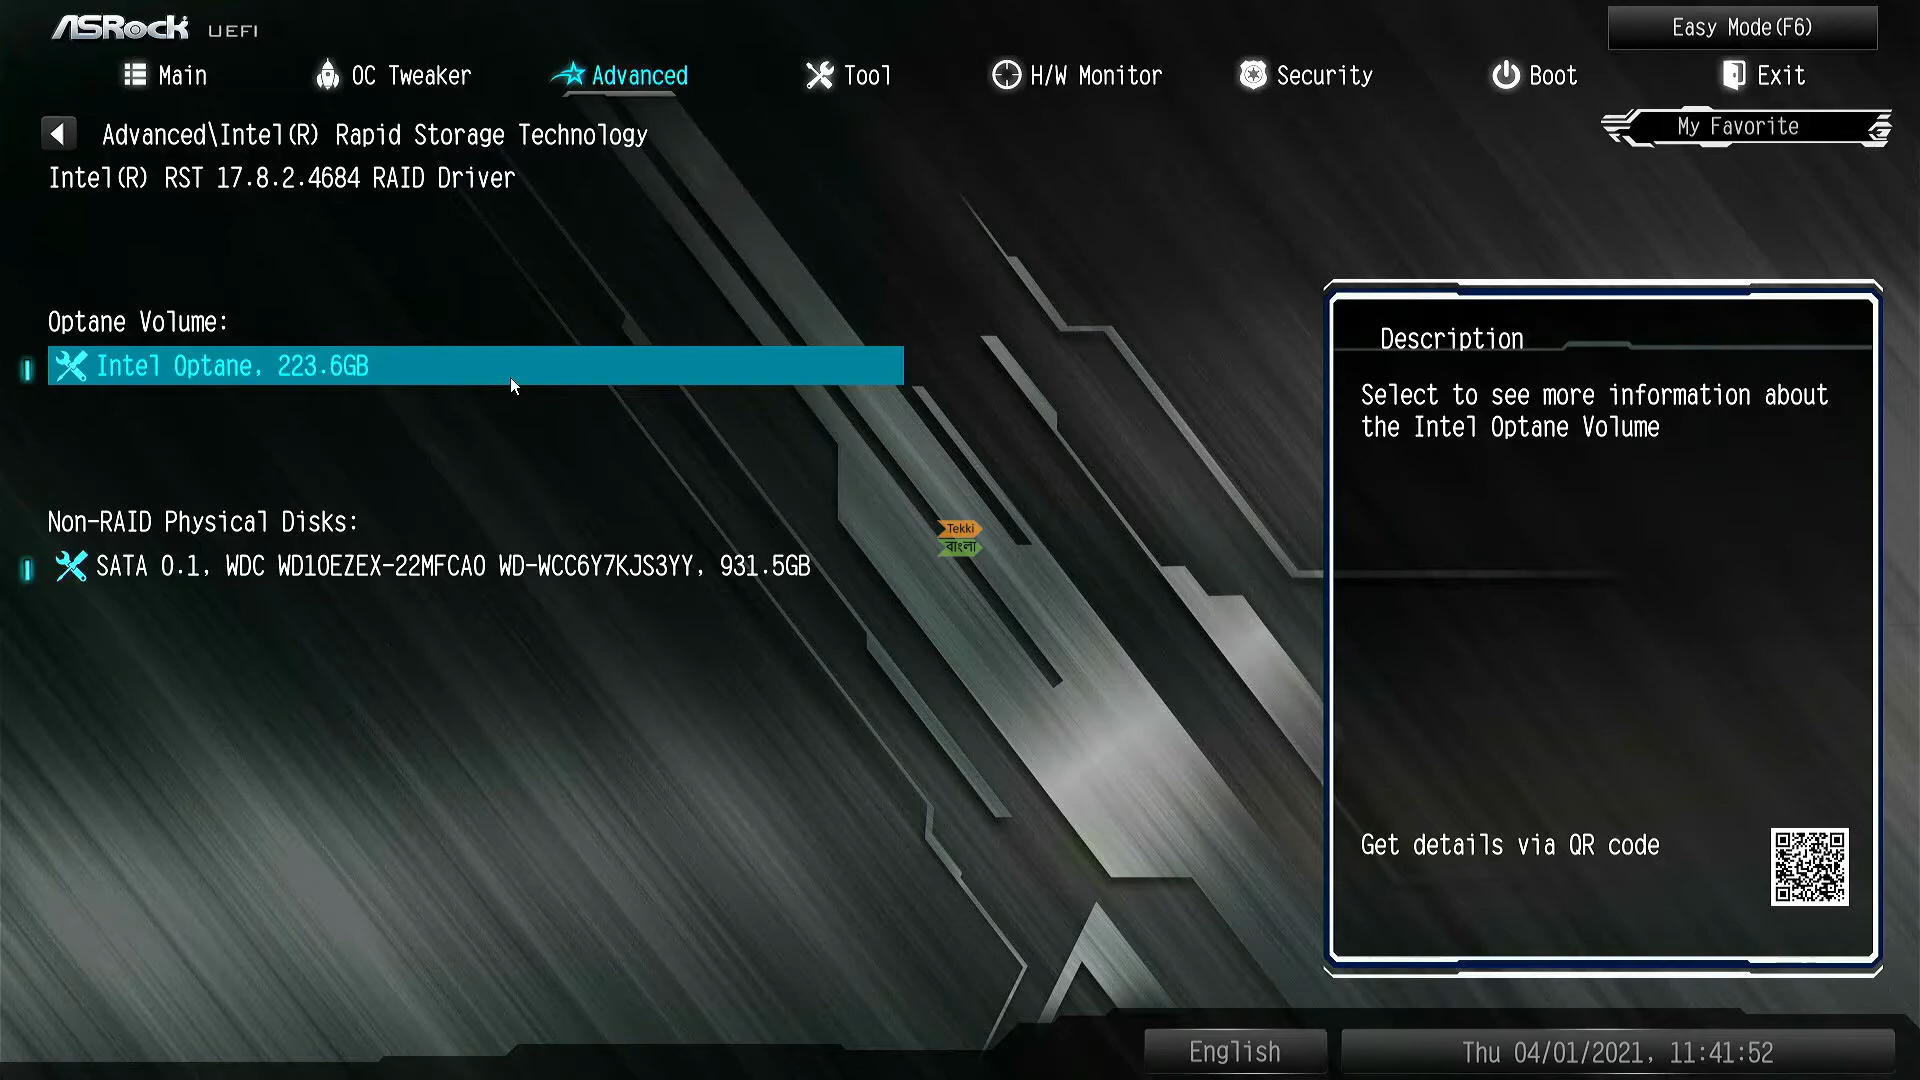 ASRock UEFI
Easy Mode(F6)
Main OC Tweaker Advanced Tool H/W Monitor Security Boot Exit
My Favorite
Advanced\Intel(R) Rapid Storage Technology
Intel(R) RST 17.8.2.4684 RAID Driver
Optane Volume:
Intel Optane, 223.6GB
Non-RAID Physical Disks:
SATA 0.1, WDC WD10EZEX-22MFCA0 WD-WCC6Y7KJS3YY, 931.5GB
Tekki
বাংলা
Description
Select to see more information about
the Intel Optane Volume
Get details via QR code
English
Thu 04/01/2021, 11:41:52